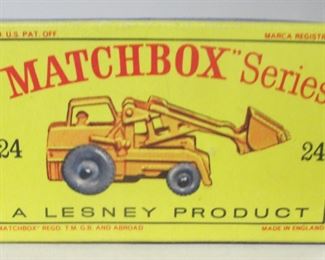 U.S. PAT. OFF. MARCA REGISTR
"MATCHBOX" Series
24 24
A LESNEY PRODUCT
"MATCHBOX" REGD. T.M. G.B. AND ABROAD MADE IN ENGLAND